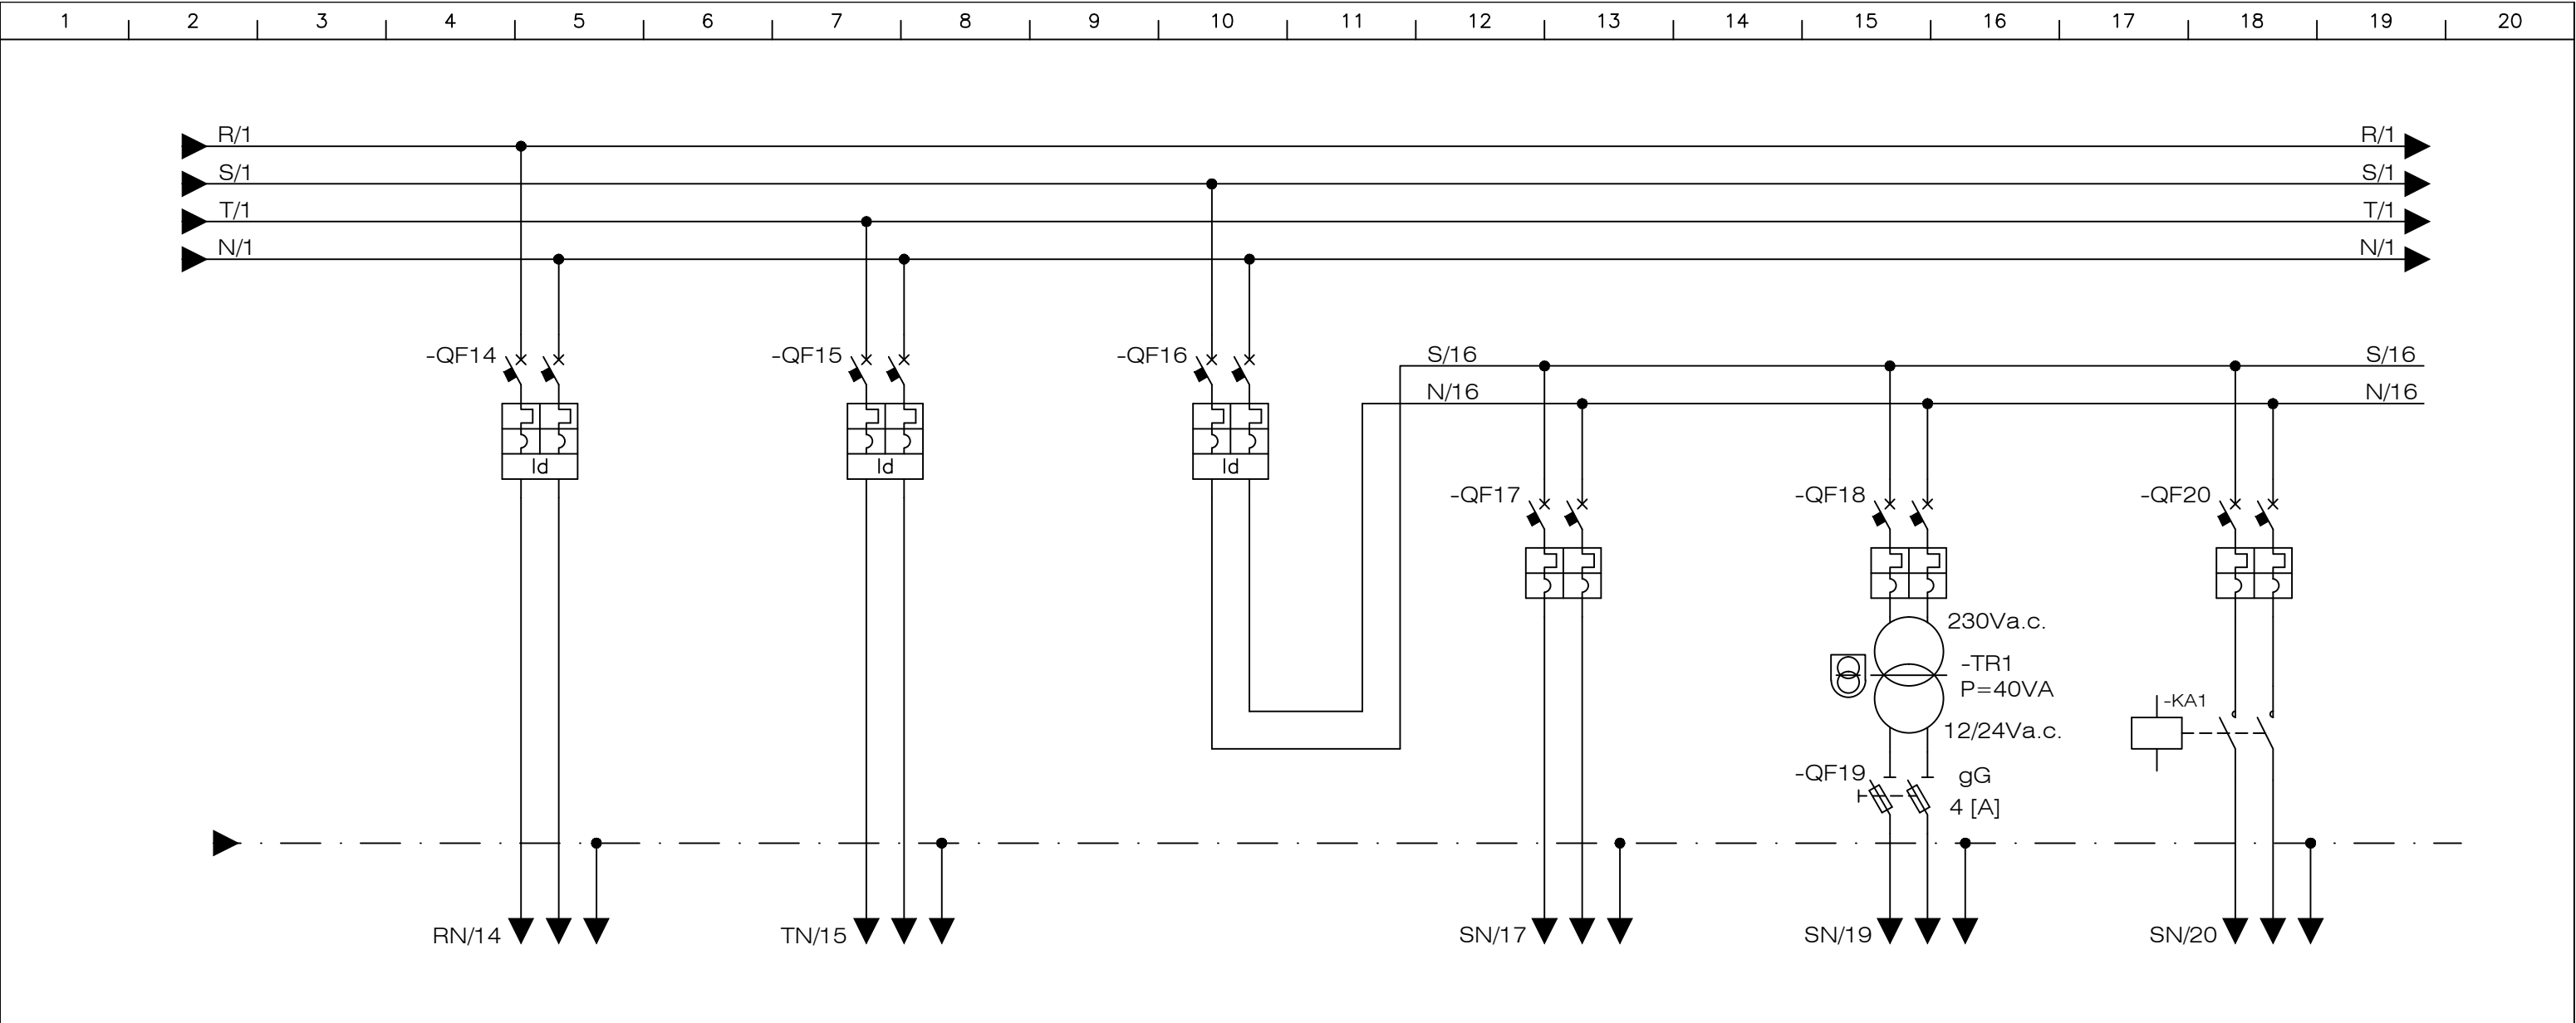 1 2 3 4 5 6 7 8 9 10 11 12 13 14 15 16 17 18 19 20
R/1 R/1
S/1 S/1
T/1 T/1
N/1 N/1
-QF14 -QF15 -QF16 S/16 S/16
N/16 N/16
Id Id Id
-QF17 -QF18 -QF20
230Va.c.
-TR1
P=40VA
-KA1
12/24Va.c.
-QF19 gG
4 [A]
RN/14 TN/15 SN/17 SN/19 SN/20